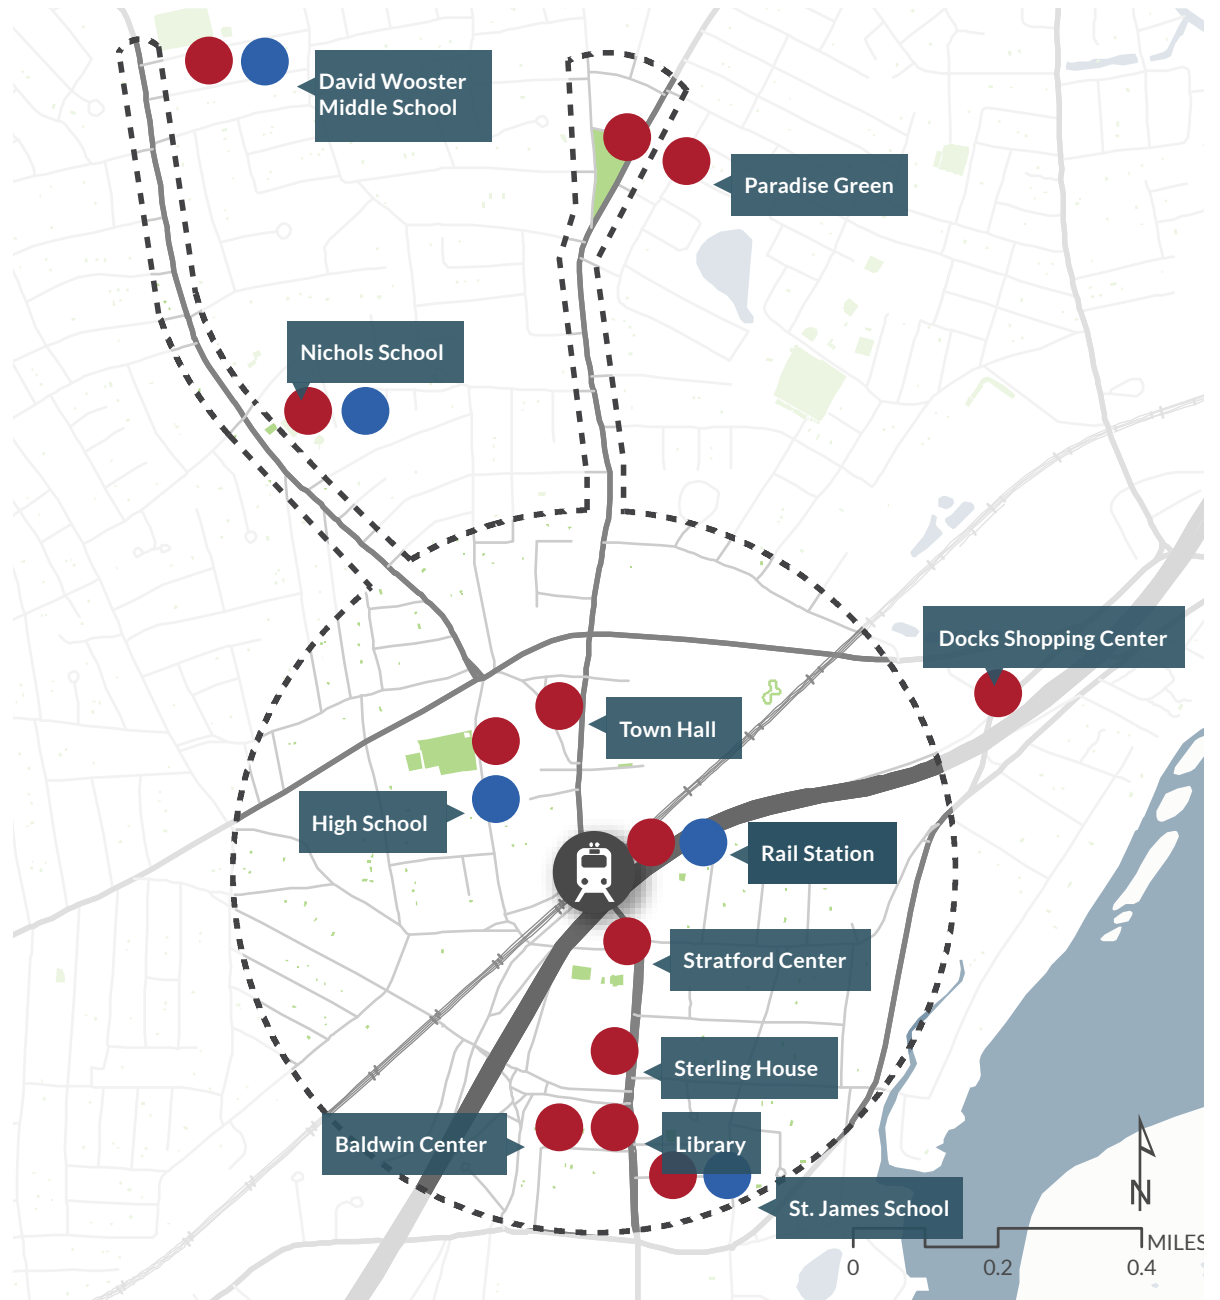 David Wooster
Middle School
Paradise Green
Nichols School
Docks Shopping Center
Town Hall
High School
Rail Station
Stratford Center
Sterling House
Baldwin Center
Library
St. James School
N
MILES
0
0.2
0.4